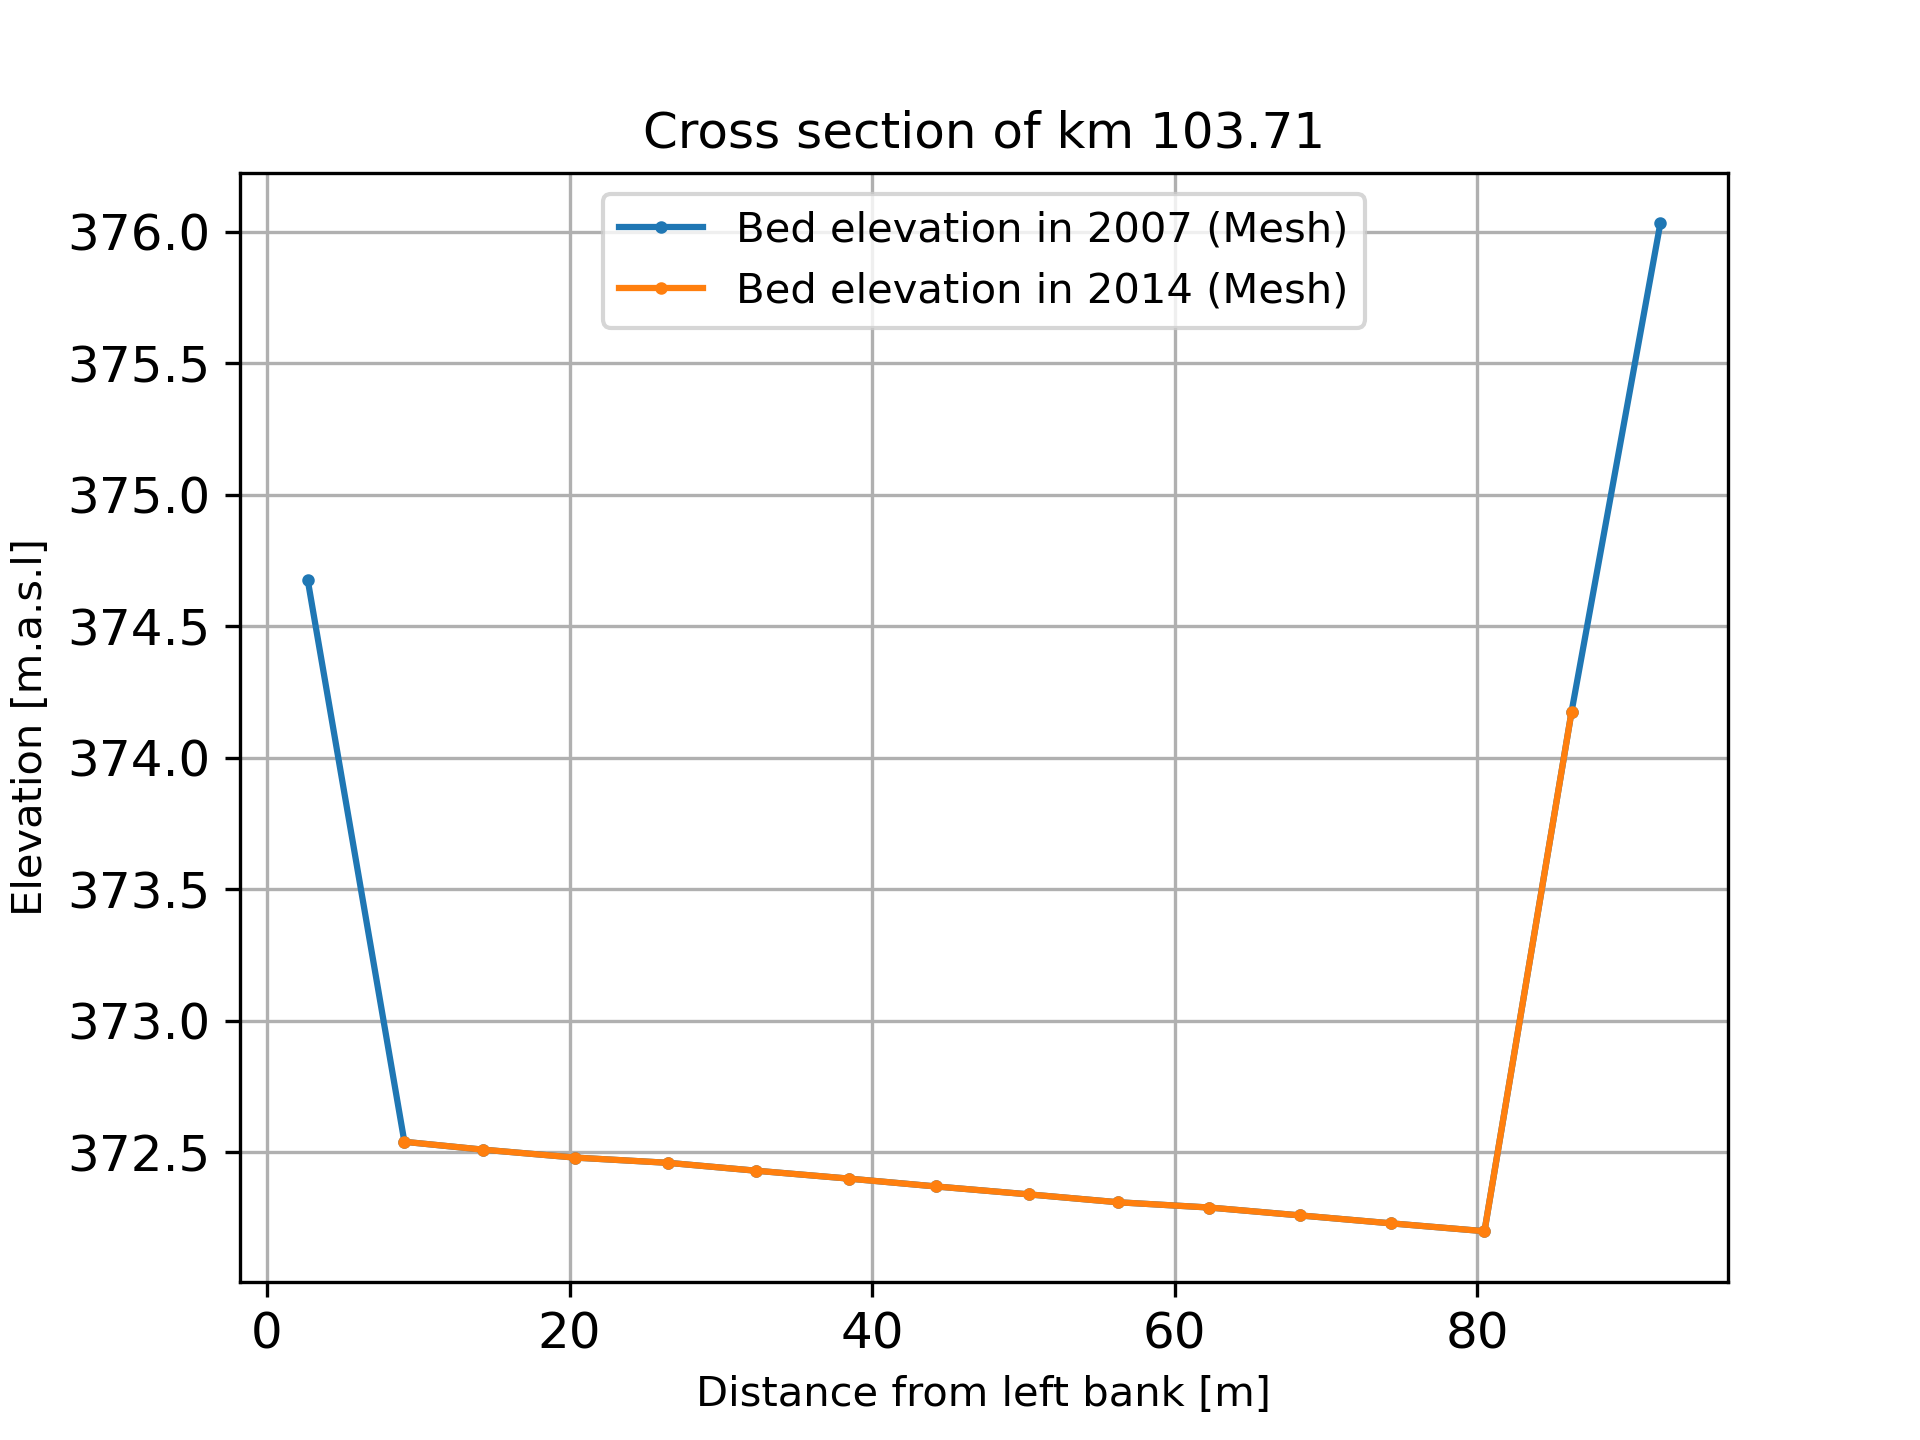 Cross section of km 103.71
Bed elevation in 2007 (Mesh)
Bed elevation in 2014 (Mesh)
Elevation [m.a.s.l]
376.0
375.5
375.0
374.5
374.0
373.5
373.0
372.5
0 20 40 60 80
Distance from left bank [m]